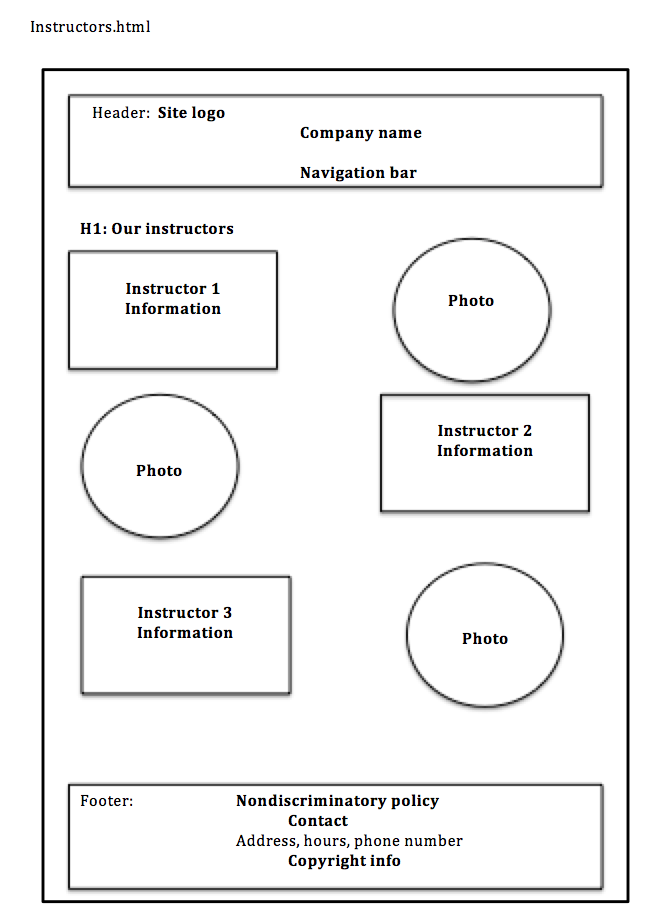 Instructors.html
Header: Site logo
Company name
Navigation bar
H1: Our instructors
Instructor 1
Information
Photo
Photo
Instructor 2
Information
Instructor 3
Information
Photo
Footer: Nondiscriminatory policy
Contact
Address, hours, phone number
Copyright info